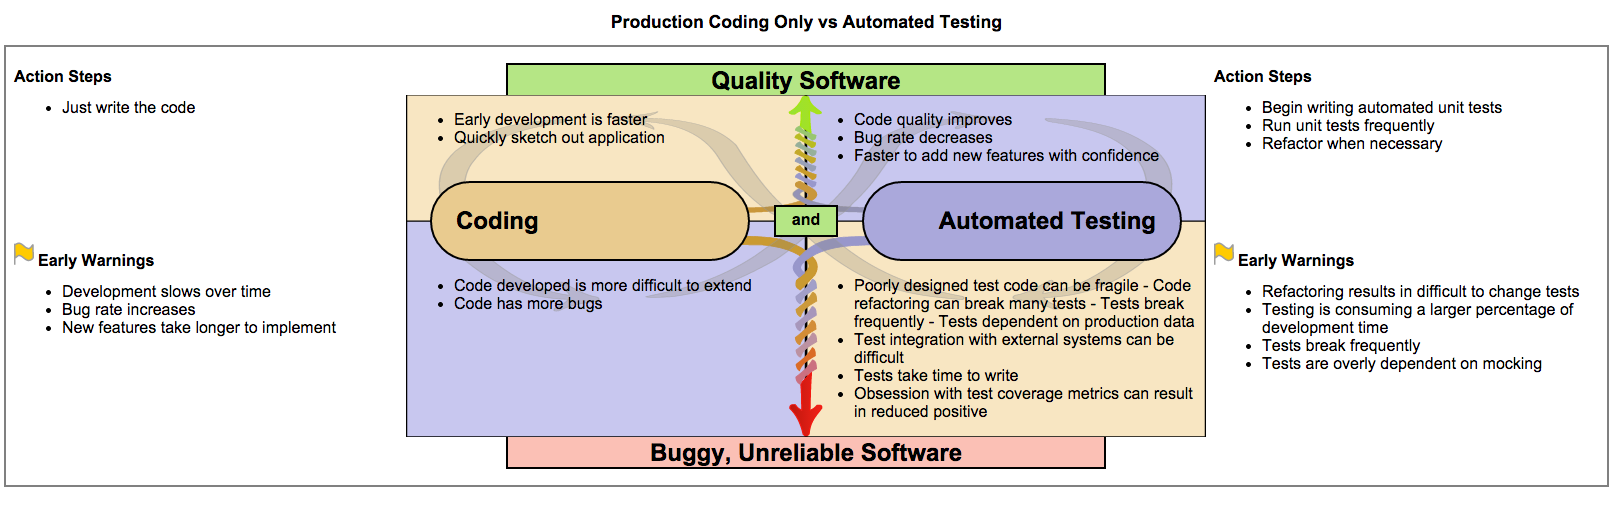 Production Coding Only vs Automated Testing
Action Steps
• Just write the code
Early Warnings
• Development slows over time
• Bug rate increases
• New features take longer to implement
Quality Software
• Early development is faster
• Quickly sketch out application
• Code quality improves
• Bug rate decreases
• Faster to add new features with confidence
Coding
and
Automated Testing
• Code developed is more difficult to extend
• Code has more bugs
• Poorly designed test code can be fragile - Code
refactoring can break many tests - Tests break
frequently - Tests dependent on production data
• Test integration with external systems can be
difficult
• Tests take time to write
• Obsession with test coverage metrics can result
in reduced positive
Buggy, Unreliable Software
Action Steps
• Begin writing automated unit tests
• Run unit tests frequently
• Refactor when necessary
Early Warnings
• Refactoring results in difficult to change tests
• Testing is consuming a larger percentage of
development time
• Tests break frequently
• Tests are overly dependent on mocking